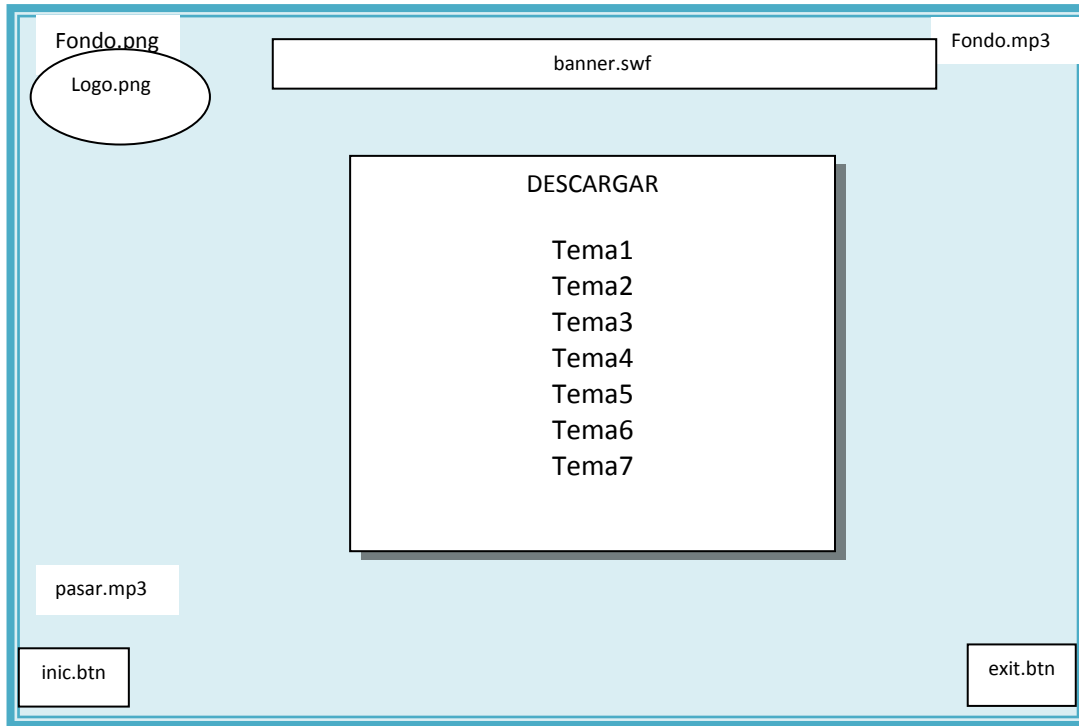 Fondo.png
Fondo.mp3
banner.swf
Logo.png
DESCARGAR
Tema1
Tema2
Tema3
Tema4
Tema5
Tema6
Tema7
pasar.mp3
inic.btn
exit.btn